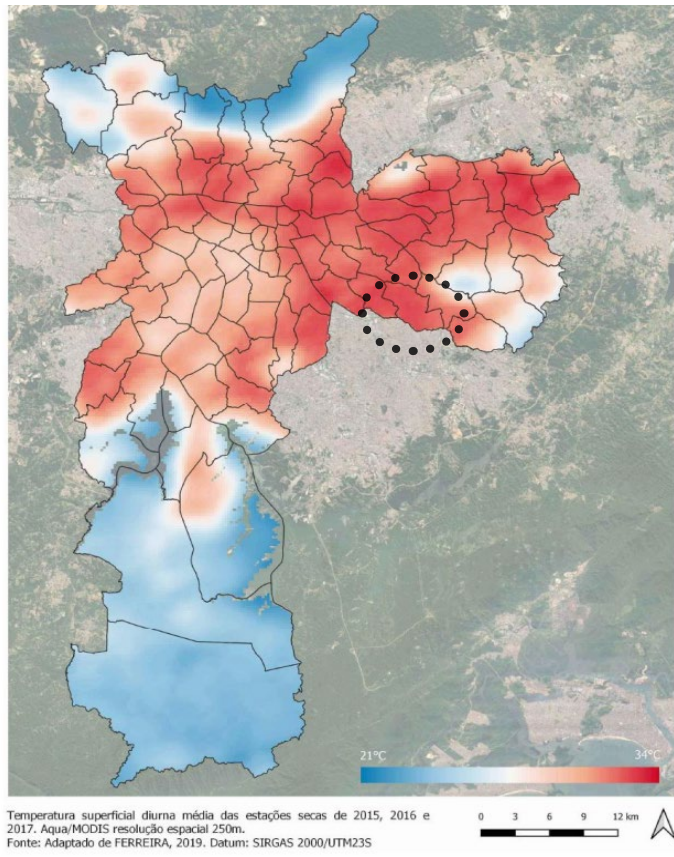 21°C 34°C
Temperatura superficial diurna média das estações secas de 2015, 2016 e
2017. Aqua/MODIS resolução espacial 250m.
Fonte: Adaptado de FERREIRA, 2019. Datum: SIRGAS 2000/UTM23S
0 3 6 9 12 km